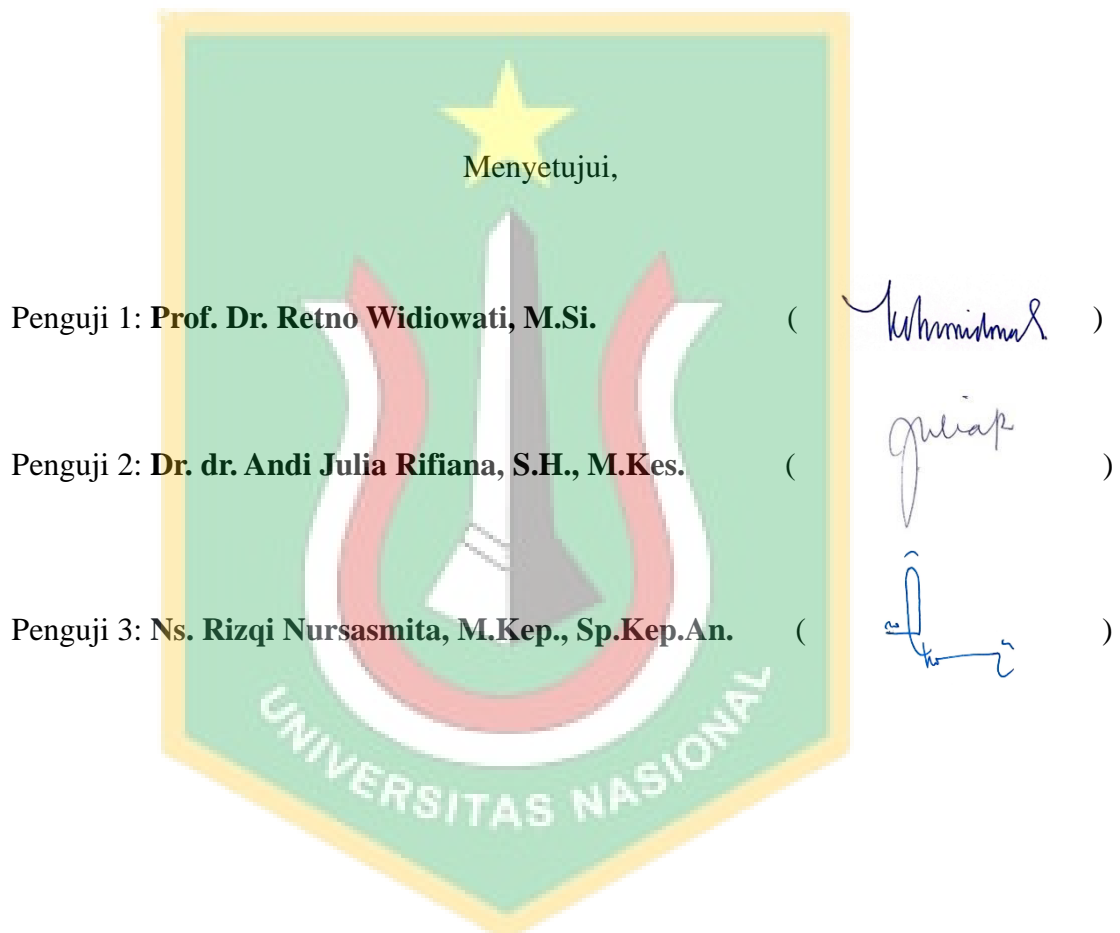 Menyetujui,
Penguji 1: Prof. Dr. Retno Widiowati, M.Si. ( )
Penguji 2: Dr. dr. Andi Julia Rifiana, S.H., M.Kes. ( )
Penguji 3: Ns. Rizqi Nursasmita, M.Kep., Sp.Kep.An. ( )
UNIVERSITAS NASIONAL